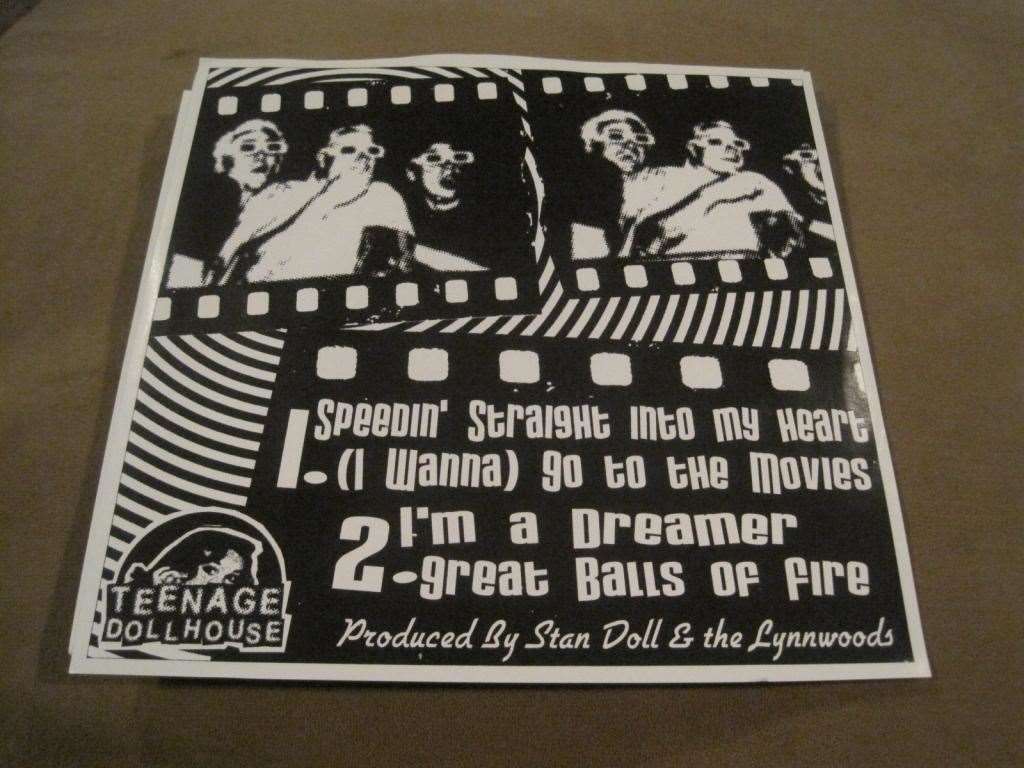 1. Speedin' Straight into my Heart
(I Wanna) go to the Movies
2. I'm a Dreamer
great Balls of fire
Produced By Stan Doll & the Lynnwoods
TEENAGE
DOLLHOUSE